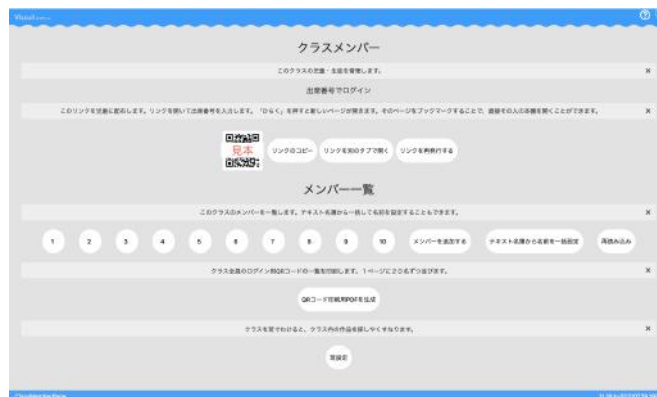 Viscuit
クラスメンバー
このクラスの児童・生徒を管理します。
出席番号でログイン
このリンクを児童に配布します。リンクを開いて出席番号を入力します。「ひらく」を押すと新しいページが開きます。そのページをブックマークすることで、直接その人の本棚を開くことができます。
見本
リンクのコピー リンクを別のタブで開く リンクを再発行する
メンバー一覧
このクラスのメンバーを一覧します。テキスト名簿から一括して名前を設定することもできます。
1 2 3 4 5 6 7 8 9 10 メンバーを追加する テキスト名簿から名前を一括設定 再読み込み
クラス全員のログイン用QRコードの一覧を印刷します。1ページに20名ずつ並びます。
QRコード印刷用PDFを生成
クラスを班でわけると、クラス内の作品を探しやくすなります。
班設定